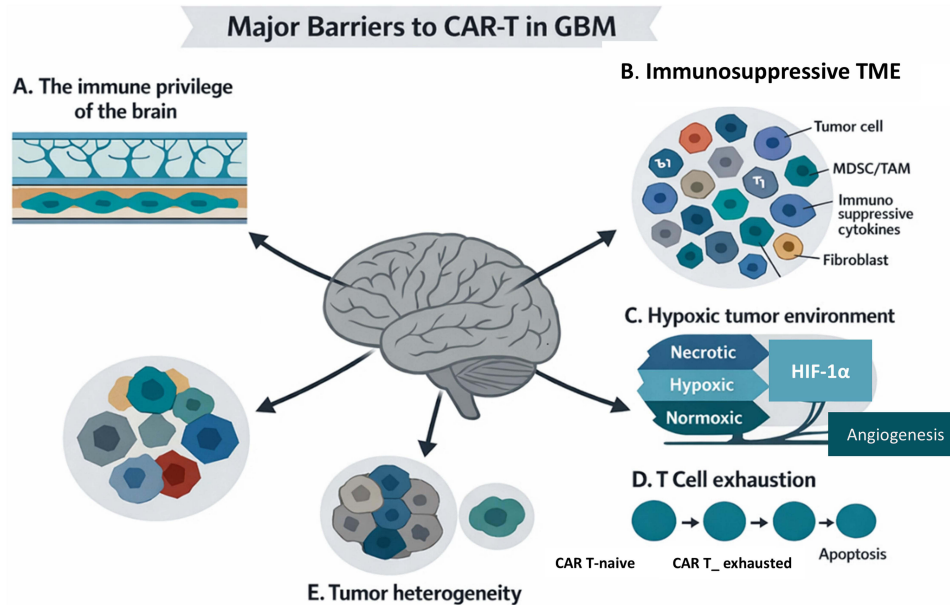 Major Barriers to CAR-T in GBM
A. The immune privilege
of the brain
B. Immunosuppressive TME
Tumor cell
MDSC/TAM
Immuno
suppressive
cytokines
Fibroblast
C. Hypoxic tumor environment
Necrotic
Hypoxic
Normoxic
HIF-1α
Angiogenesis
D. T Cell exhaustion
CAR T-naive
CAR T_ exhausted
Apoptosis
E. Tumor heterogeneity